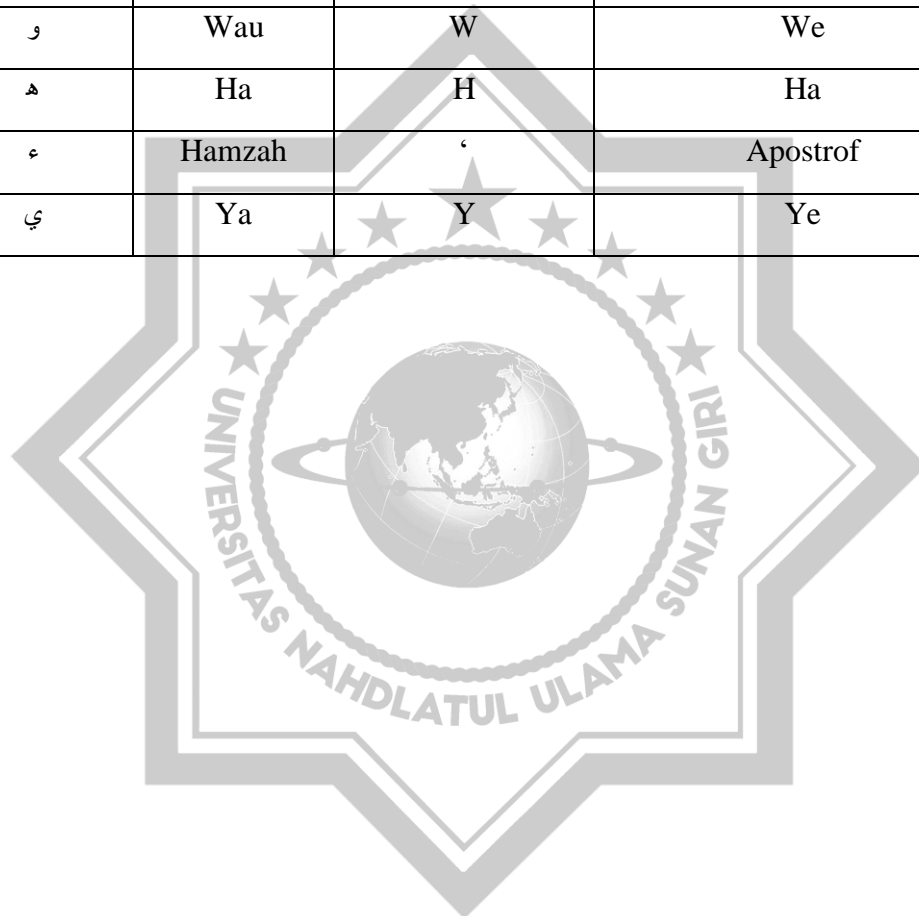 و Wau W We
ﻫ Ha H Ha
ء Hamzah ‘ Apostrof
ي Ya Y Ye
UNIVERSITAS NAHDLATUL ULAMA SUNAN GIRI